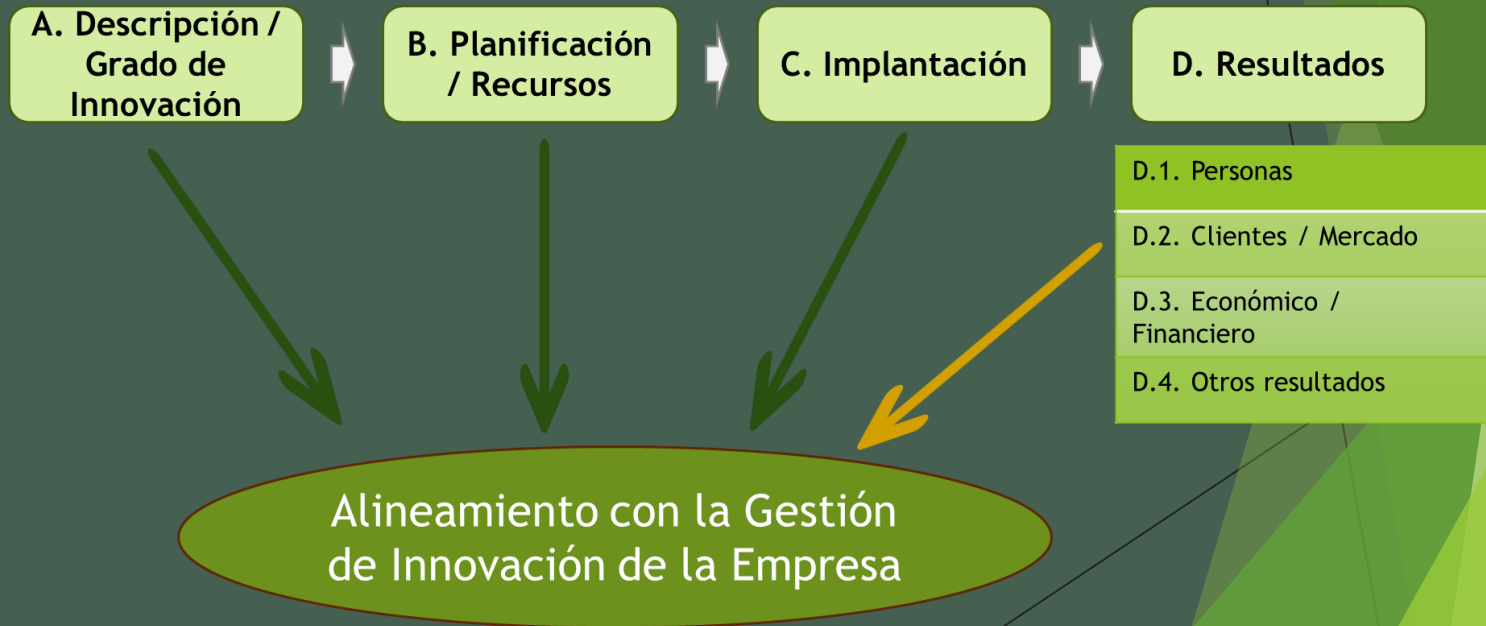 A. Descripción /
Grado de
Innovación
B. Planificación
/ Recursos
C. Implantación
D. Resultados
D.1. Personas
D.2. Clientes / Mercado
D.3. Económico /
Financiero
D.4. Otros resultados
Alineamiento con la Gestión
de Innovación de la Empresa